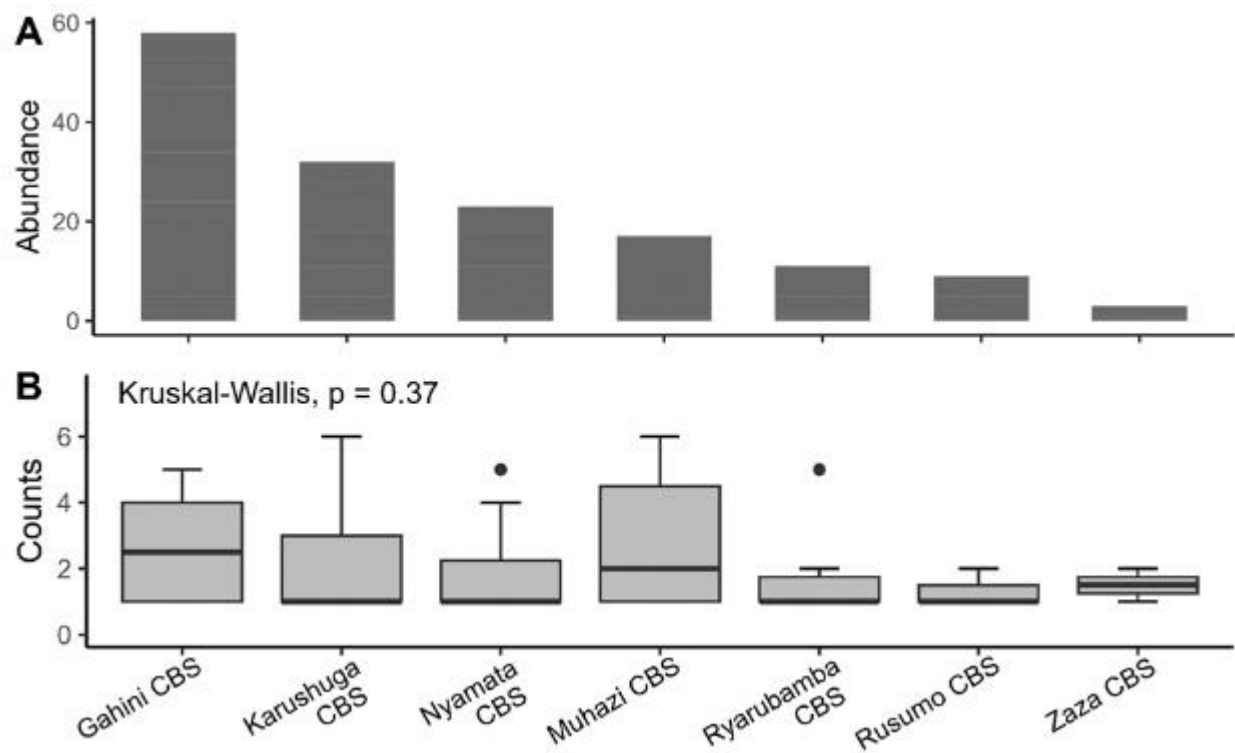 A
Abundance
60
40
20
0
B
Kruskal-Wallis, p = 0.37
Counts
6
4
2
0
Gahini CBS
Karushuga
CBS
Nyamata
CBS
Muhazi CBS
Ryarubamba
CBS
Rusumo CBS
Zaza CBS